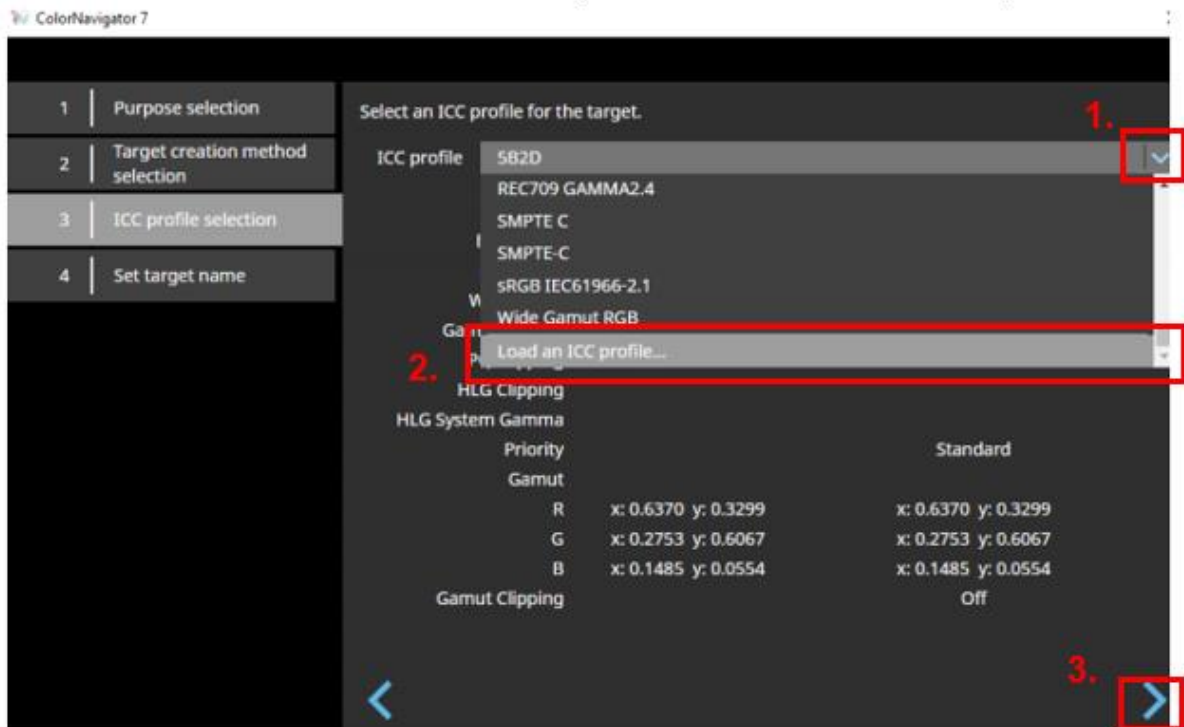 ColorNavigator 7
1 Purpose selection
2 Target creation method
selection
3 ICC profile selection
4 Set target name
Select an ICC profile for the target.
1.
ICC profile 5B2D
REC709 GAMMA2.4
SMPTE C
SMPTE-C
sRGB IEC61966-2.1
Wide Gamut RGB
Load an ICC profile...
2.
HLG Clipping
HLG System Gamma
Priority Standard
Gamut
R x: 0.6370 y: 0.3299 x: 0.6370 y: 0.3299
G x: 0.2753 y: 0.6067 x: 0.2753 y: 0.6067
B x: 0.1485 y: 0.0554 x: 0.1485 y: 0.0554
Gamut Clipping Off
3.